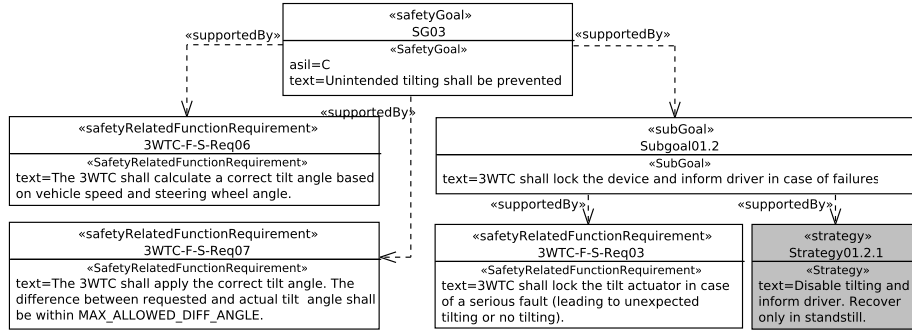 «safetyGoal»
SG03
«SafetyGoal»
asil=C
text=Unintended tilting shall be prevented
«supportedBy»
«supportedBy»
«supportedBy»
«safetyRelatedFunctionRequirement»
3WTC-F-S-Req06
«SafetyRelatedFunctionRequirement»
text=The 3WTC shall calculate a correct tilt angle based
on vehicle speed and steering wheel angle.
«subGoal»
Subgoal01.2
«SubGoal»
text=3WTC shall lock the device and inform driver in case of failures
«supportedBy»
«supportedBy»
«safetyRelatedFunctionRequirement»
3WTC-F-S-Req07
«SafetyRelatedFunctionRequirement»
text=The 3WTC shall apply the correct tilt angle. The
difference between requested and actual tilt angle shall
be within MAX_ALLOWED_DIFF_ANGLE.
«safetyRelatedFunctionRequirement»
3WTC-F-S-Req03
«SafetyRelatedFunctionRequirement»
text=3WTC shall lock the tilt actuator in case
of a serious fault (leading to unexpected
tilting or no tilting).
«strategy»
Strategy01.2.1
«Strategy»
text=Disable tilting and
inform driver. Recover
only in standstill.